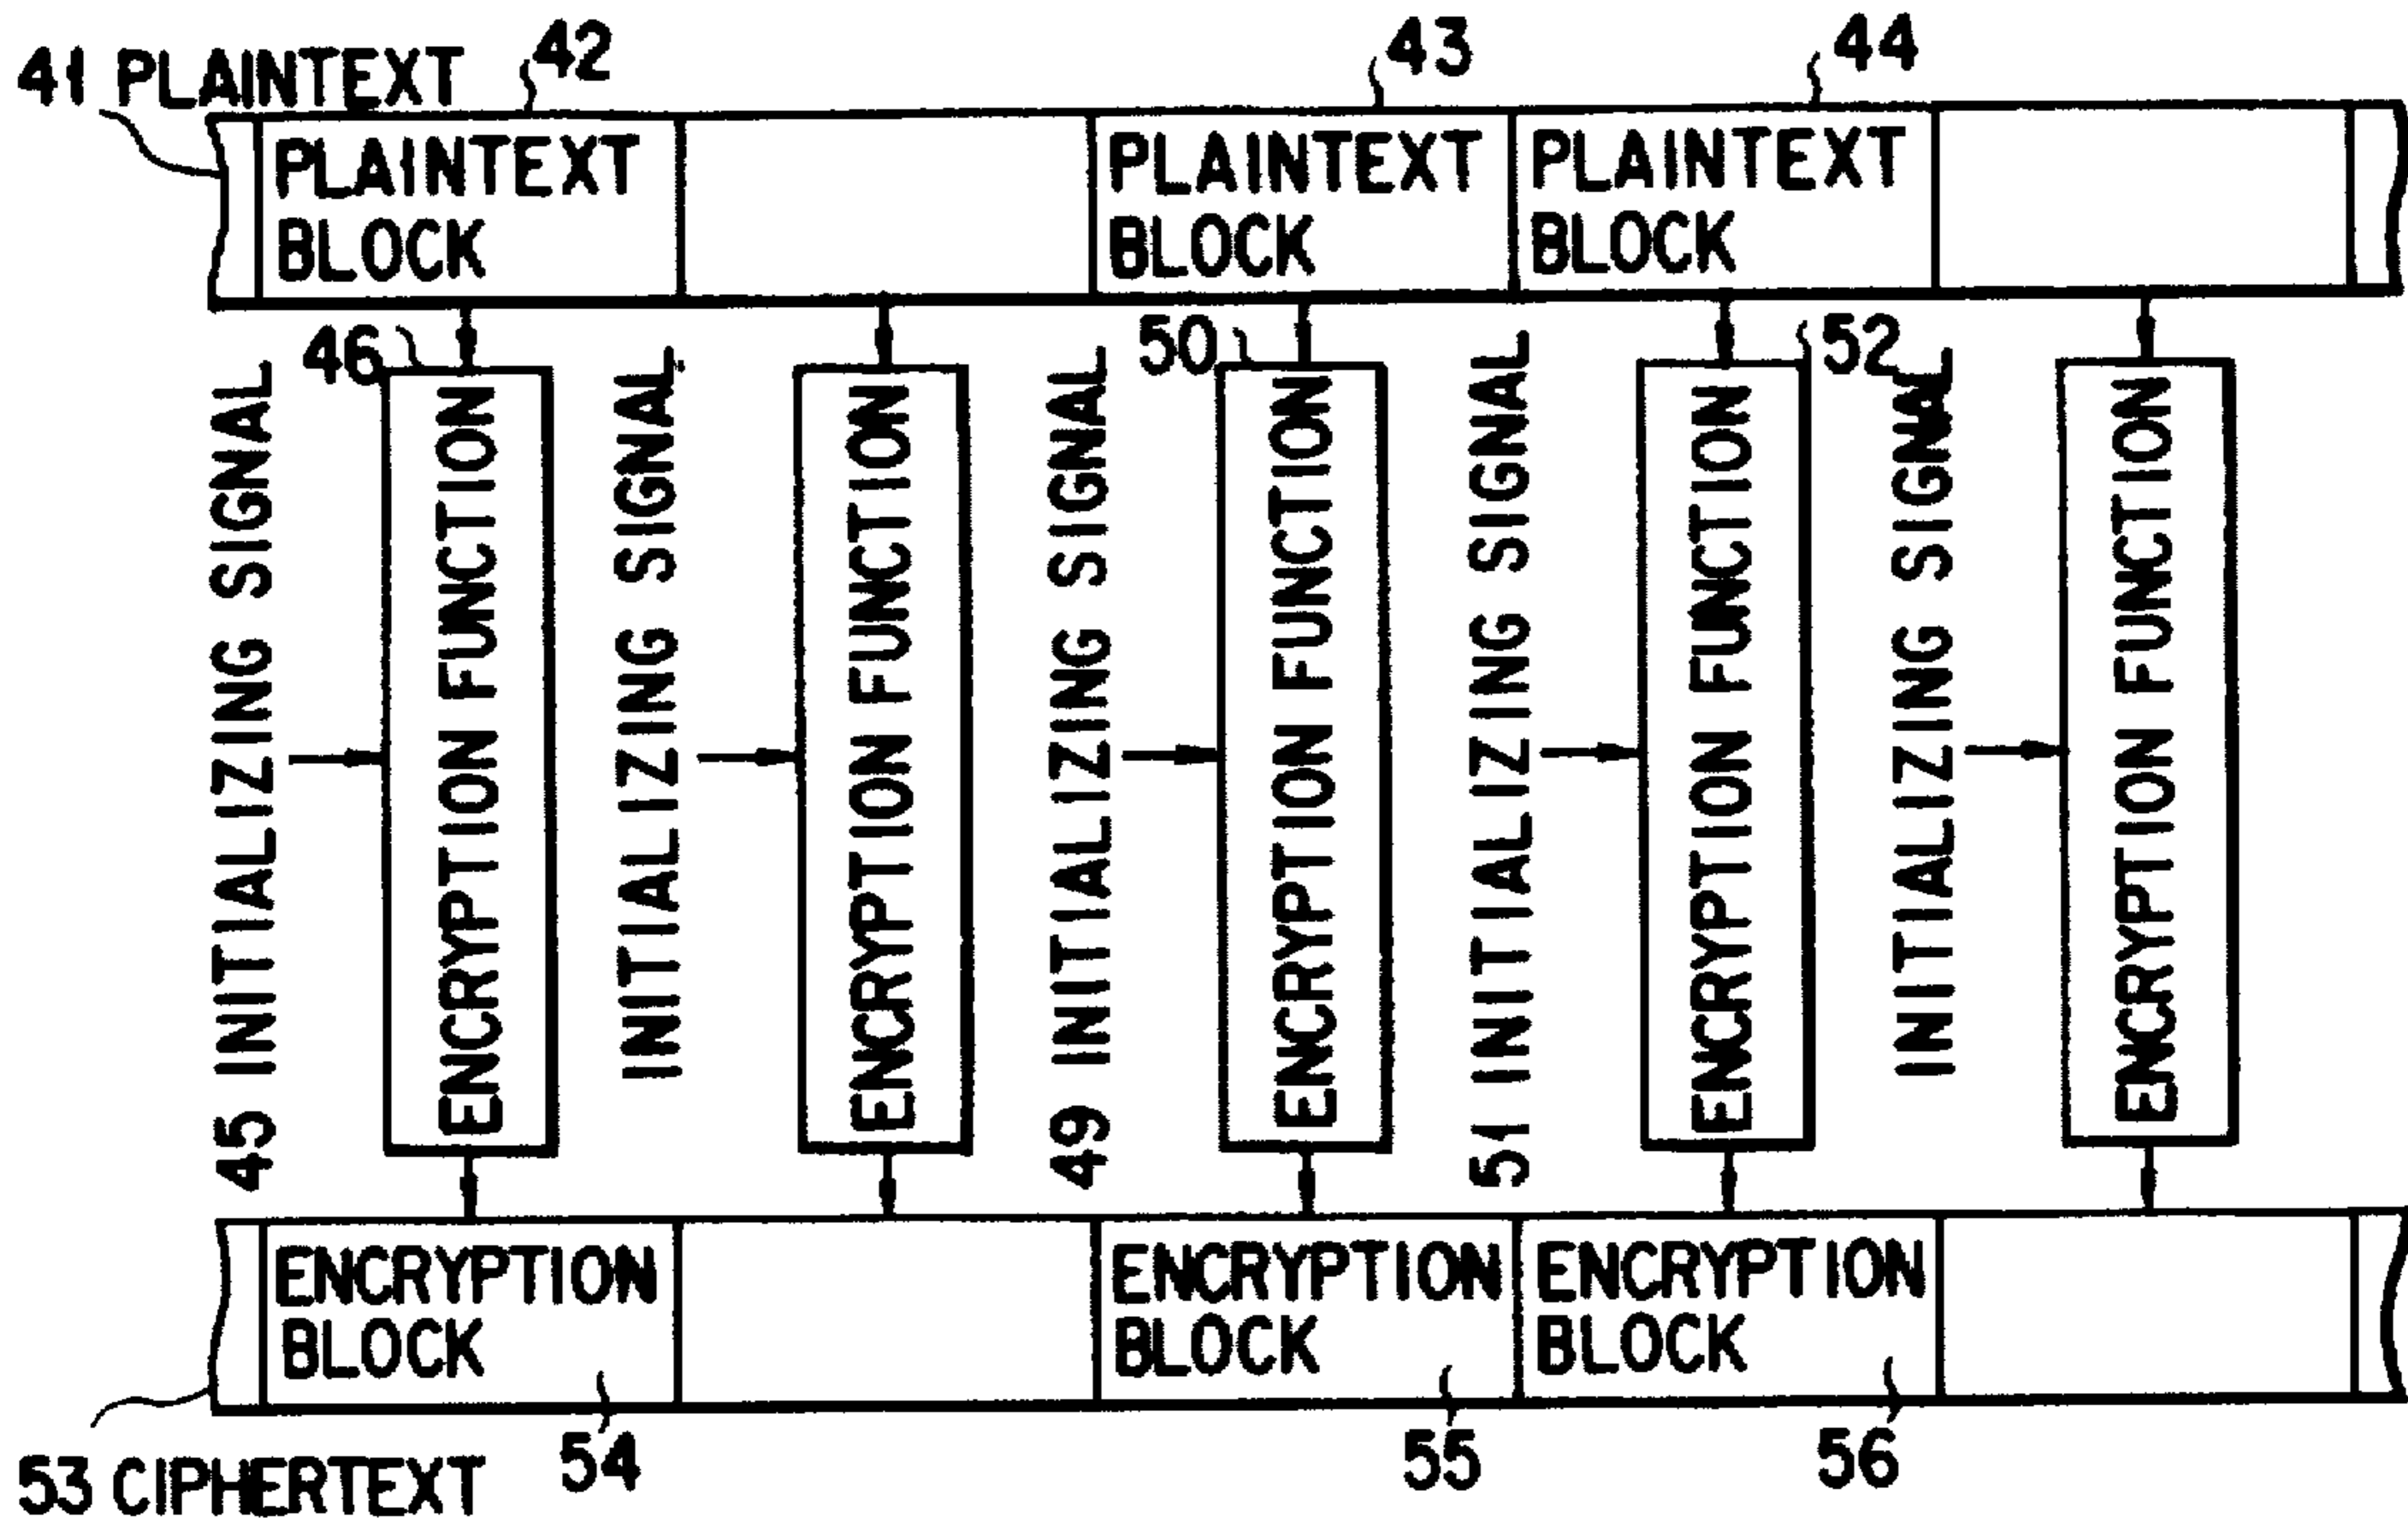 41 PLAINTEXT
42
43
44
PLAINTEXT
BLOCK
PLAINTEXT
BLOCK
PLAINTEXT
BLOCK
46
50
52
45 INITIALIZING SIGNAL
ENCRYPTION FUNCTION
INITIALIZING SIGNAL
ENCRYPTION FUNCTION
49 INITIALIZING SIGNAL
ENCRYPTION FUNCTION
51 INITIALIZING SIGNAL
ENCRYPTION FUNCTION
INITIALIZING SIGNAL
ENCRYPTION FUNCTION
ENCRYPTION
BLOCK
ENCRYPTION
BLOCK
ENCRYPTION
BLOCK
53 CIPHERTEXT
54
55
56